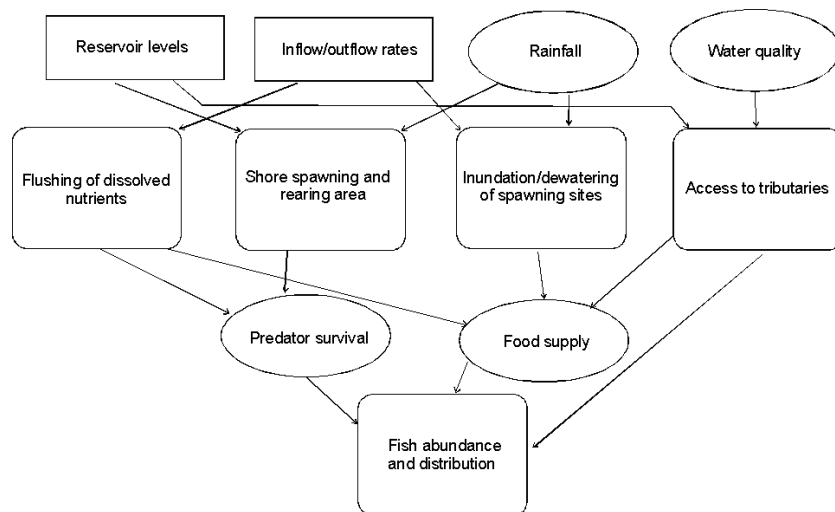 Reservoir levels
Inflow/outflow rates
Rainfall
Water quality
Flushing of dissolved
nutrients
Shore spawning and
rearing area
Inundation/dewatering
of spawning sites
Access to tributaries
Predator survival
Food supply
Fish abundance
and distribution